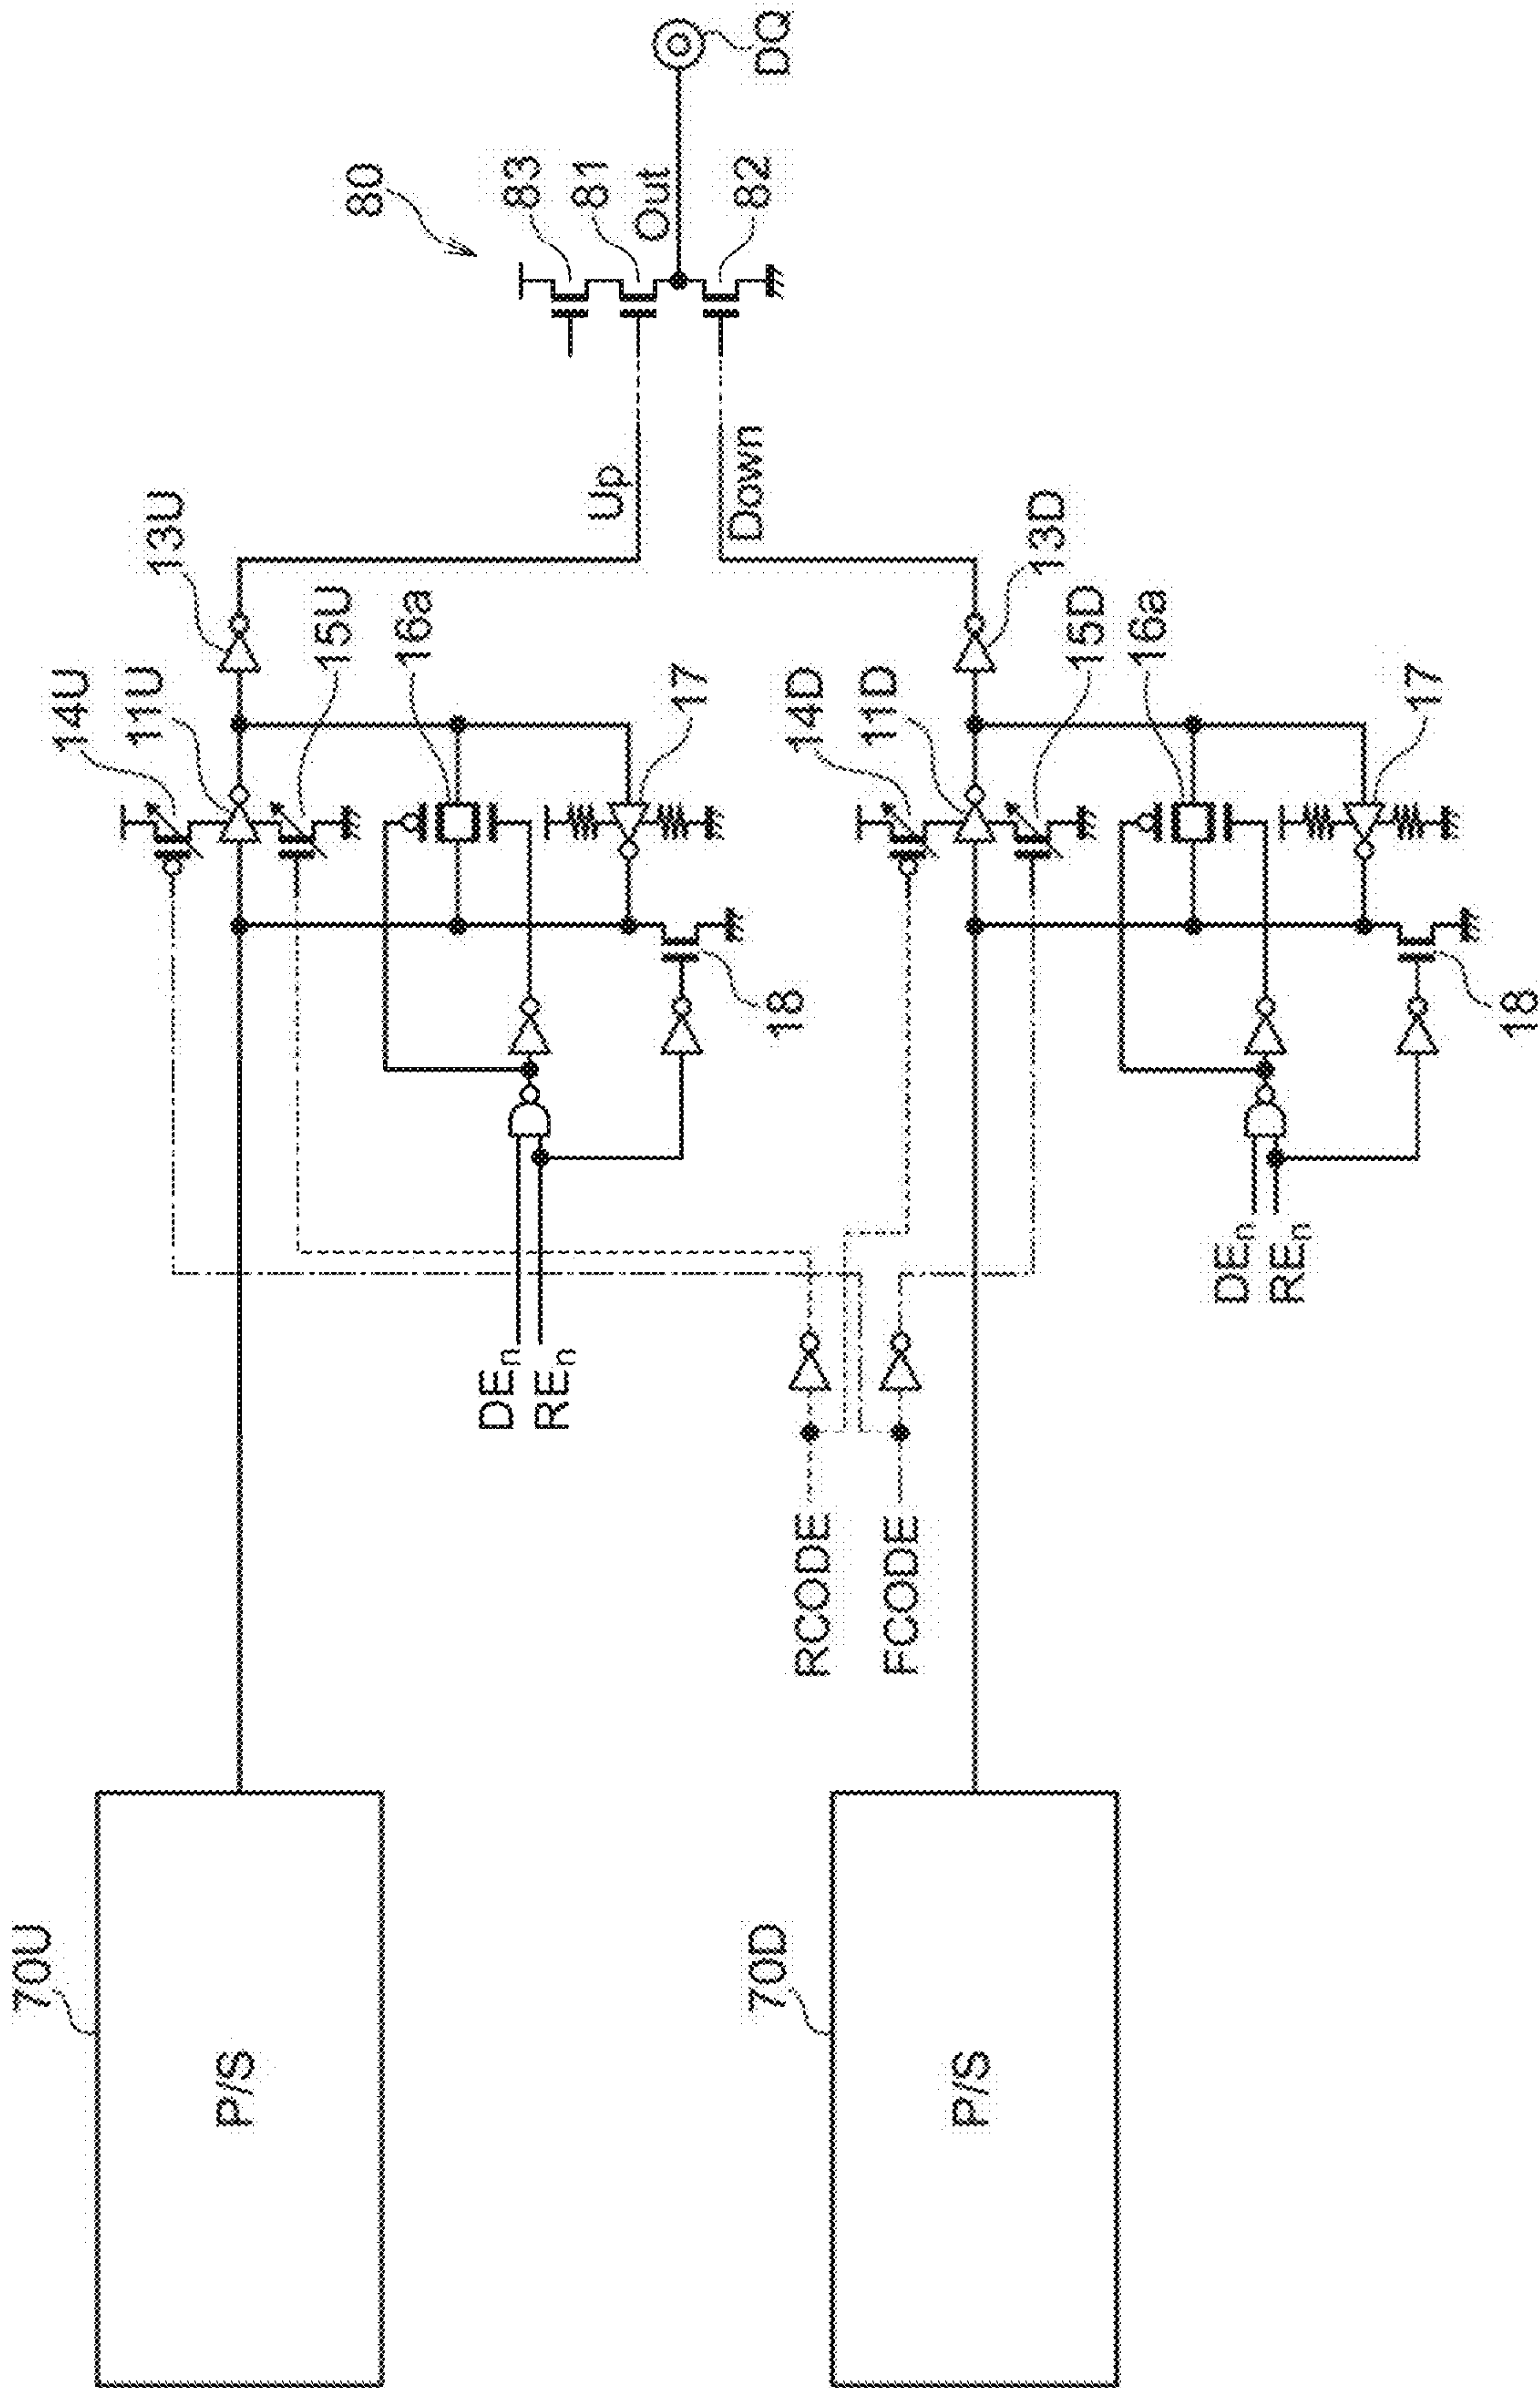 70U
P/S
14U
11U
13U
15U
16a
17
18
DEn
REn
80
83
81
Out
82
DQ
Up
Down
RCODE
FCODE
70D
P/S
14D
11D
13D
15D
16a
17
18
DEn
REn